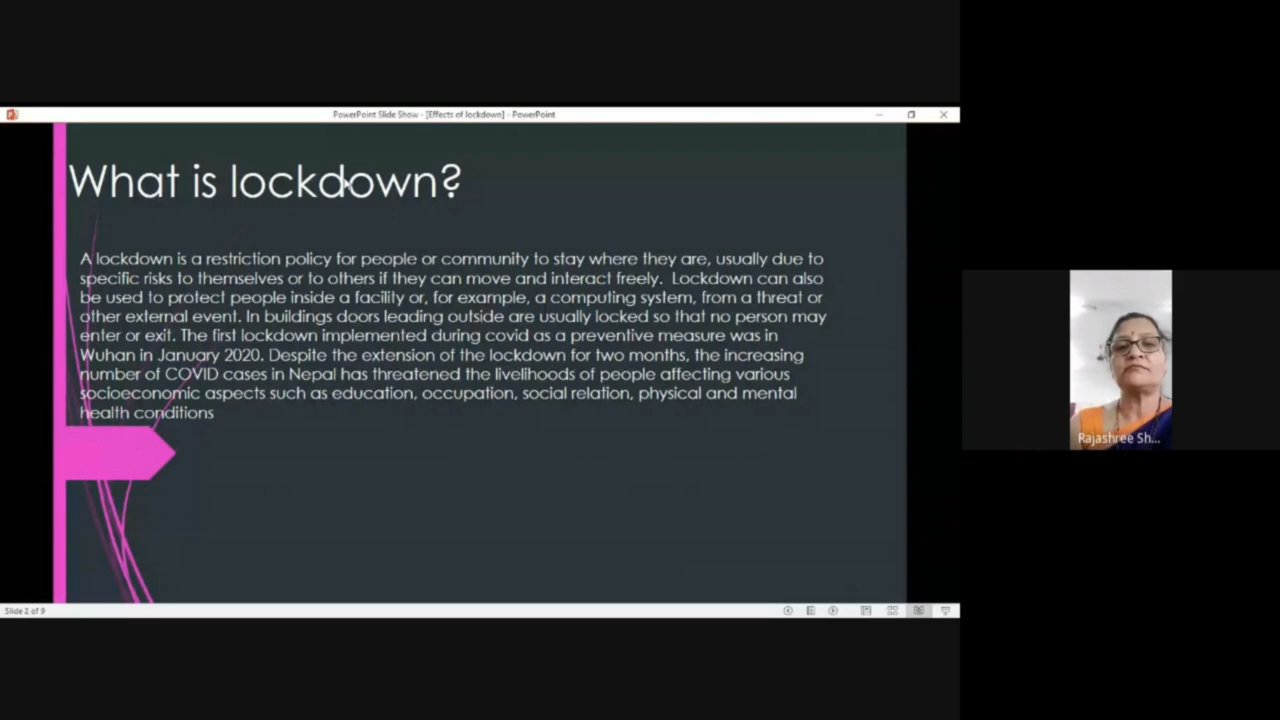 PowerPoint Slide Show - [Effects of lockdown] - PowerPoint
What is lockdown?
A lockdown is a restriction policy for people or community to stay where they are, usually due to
specific risks to themselves or to others if they can move and interact freely. Lockdown can also
be used to protect people inside a facility or, for example, a computing system, from a threat or
other external event. In buildings doors leading outside are usually locked so that no person may
enter or exit. The first lockdown implemented during covid as a preventive measure was in
Wuhan in January 2020. Despite the extension of the lockdown for two months, the increasing
number of COVID cases in Nepal has threatened the livelihoods of people affecting various
socioeconomic aspects such as education, occupation, social relation, physical and mental
health conditions
Rajashree Sh...
Slide 2 of 9